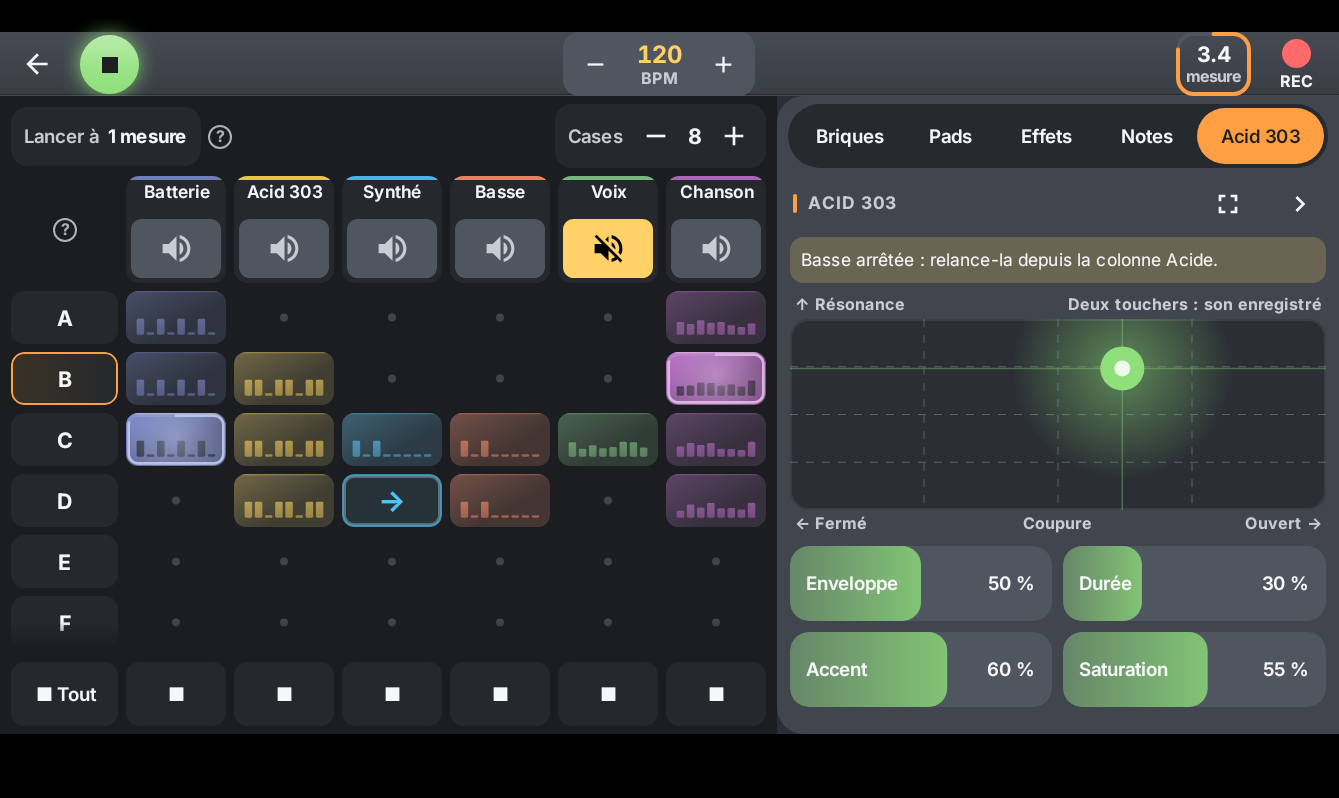 120
BPM
3.4
mesure
REC
Lancer à 1 mesure
?
Cases
8
Batterie
Acid 303
Synthé
Basse
Voix
Chanson
?
A
B
C
D
E
F
Tout
Briques
Pads
Effets
Notes
Acid 303
ACID 303
Basse arrêtée : relance-la depuis la colonne Acide.
↑ Résonance
Deux touchers : son enregistré
← Fermé
Coupure
Ouvert →
Enveloppe 50 %
Durée 30 %
Accent 60 %
Saturation 55 %